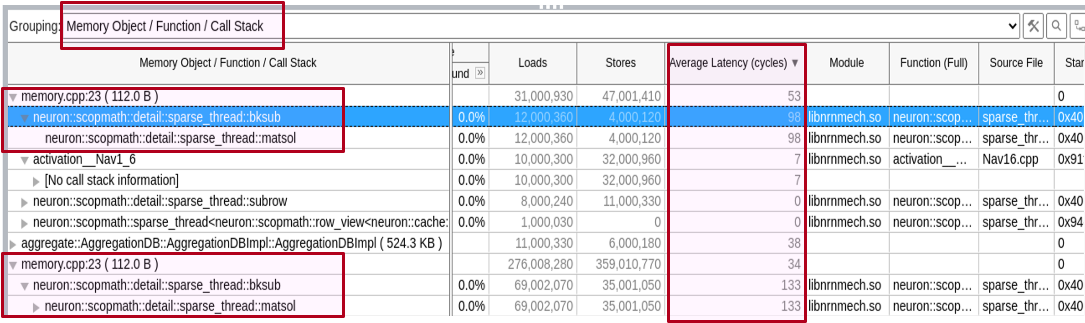 Grouping: Memory Object / Function / Call Stack
Memory Object / Function / Call Stack und Loads Stores Average Latency (cycles) Module Function (Full) Source File Star
memory.cpp:23 ( 112.0 B ) 31,000,930 47,001,410 53 0
neuron::scopmath::detail::sparse_thread::bksub 0.0% 12,000,360 4,000,120 98 libnrnmech.so neuron::scop… sparse_thr… 0x40
neuron::scopmath::detail::sparse_thread::matsol 0.0% 12,000,360 4,000,120 98 libnrnmech.so neuron::scop… sparse_thr… 0x40
activation__Nav1_6 0.0% 10,000,300 32,000,960 7 libnrnmech.so activation__… Nav16.cpp 0x91
[No call stack information] 0.0% 10,000,300 32,000,960 7
neuron::scopmath::detail::sparse_thread::subrow 0.0% 8,000,240 11,000,330 0 libnrnmech.so neuron::scop… sparse_thr… 0x40
neuron::scopmath::sparse_thread<neuron::scopmath::row_view<neuron::cache: 0.0% 1,000,030 0 0 libnrnmech.so neuron::scop… sparse_thr… 0x94
aggregate::AggregationDB::AggregationDBImpl::AggregationDBImpl ( 524.3 KB ) 11,000,330 6,000,180 38 0
memory.cpp:23 ( 112.0 B ) 276,008,280 359,010,770 34 0
neuron::scopmath::detail::sparse_thread::bksub 0.0% 69,002,070 35,001,050 133 libnrnmech.so neuron::scop… sparse_thr… 0x40
neuron::scopmath::detail::sparse_thread::matsol 0.0% 69,002,070 35,001,050 133 libnrnmech.so neuron::scop… sparse_thr… 0x40